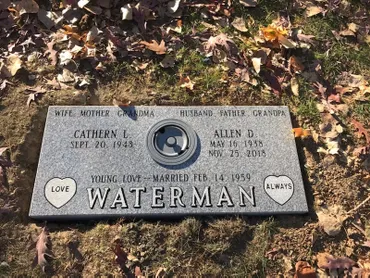 WIFE MOTHER GRANDMA HUSBAND FATHER GRANDPA
CATHERN L. ALLEN D.
SEPT. 20, 1943 MAY 16, 1938
NOV. 25, 2018
YOUNG LOVE—MARRIED FEB. 14 1959
LOVE WATERMAN ALWAYS